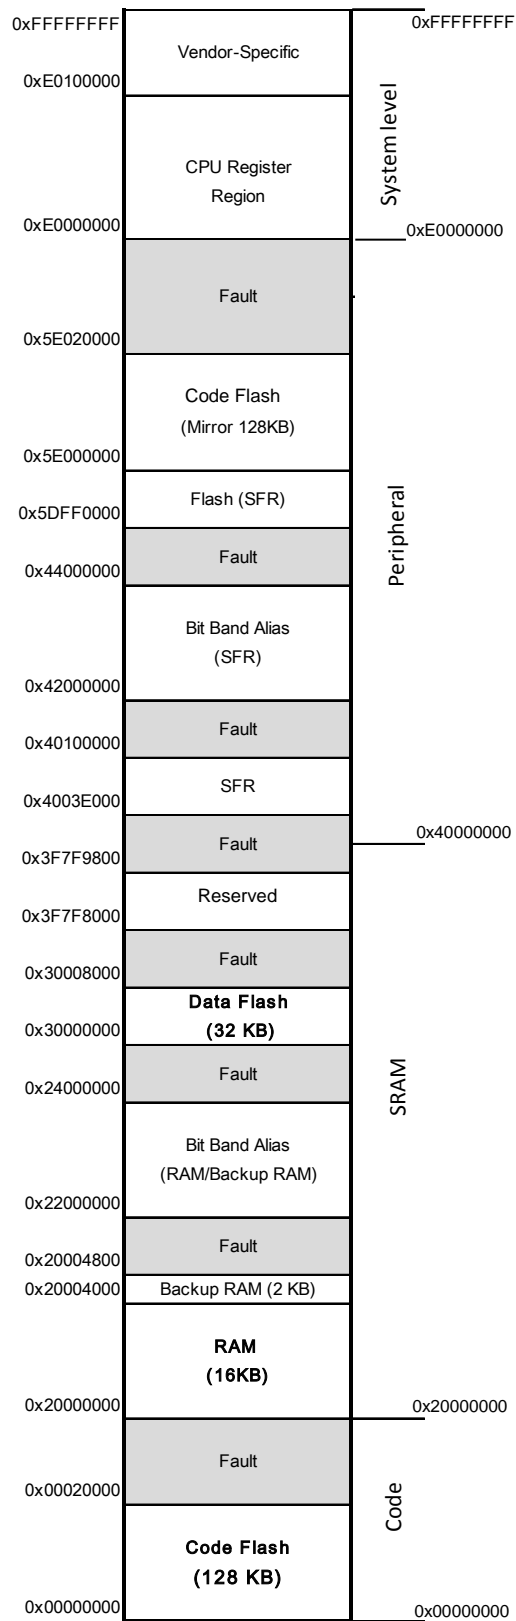 0xFFFFFFFF
0xFFFFFFFF
Vendor-Specific
0xE0100000
System level
CPU Register
Region
0xE0000000
0xE0000000
Fault
0x5E020000
Code Flash
(Mirror 128KB)
0x5E000000
Peripheral
Flash (SFR)
0x5DFF0000
Fault
0x44000000
Bit Band Alias
(SFR)
0x42000000
Fault
0x40100000
SFR
0x4003E000
0x40000000
Fault
0x3F7F9800
Reserved
0x3F7F8000
Fault
0x30008000
Data Flash
(32 KB)
0x30000000
SRAM
Fault
0x24000000
Bit Band Alias
(RAM/Backup RAM)
0x22000000
Fault
0x20004800
Backup RAM (2 KB)
0x20004000
RAM
(16KB)
0x20000000
0x20000000
Fault
0x00020000
Code
Code Flash
(128 KB)
0x00000000
0x00000000